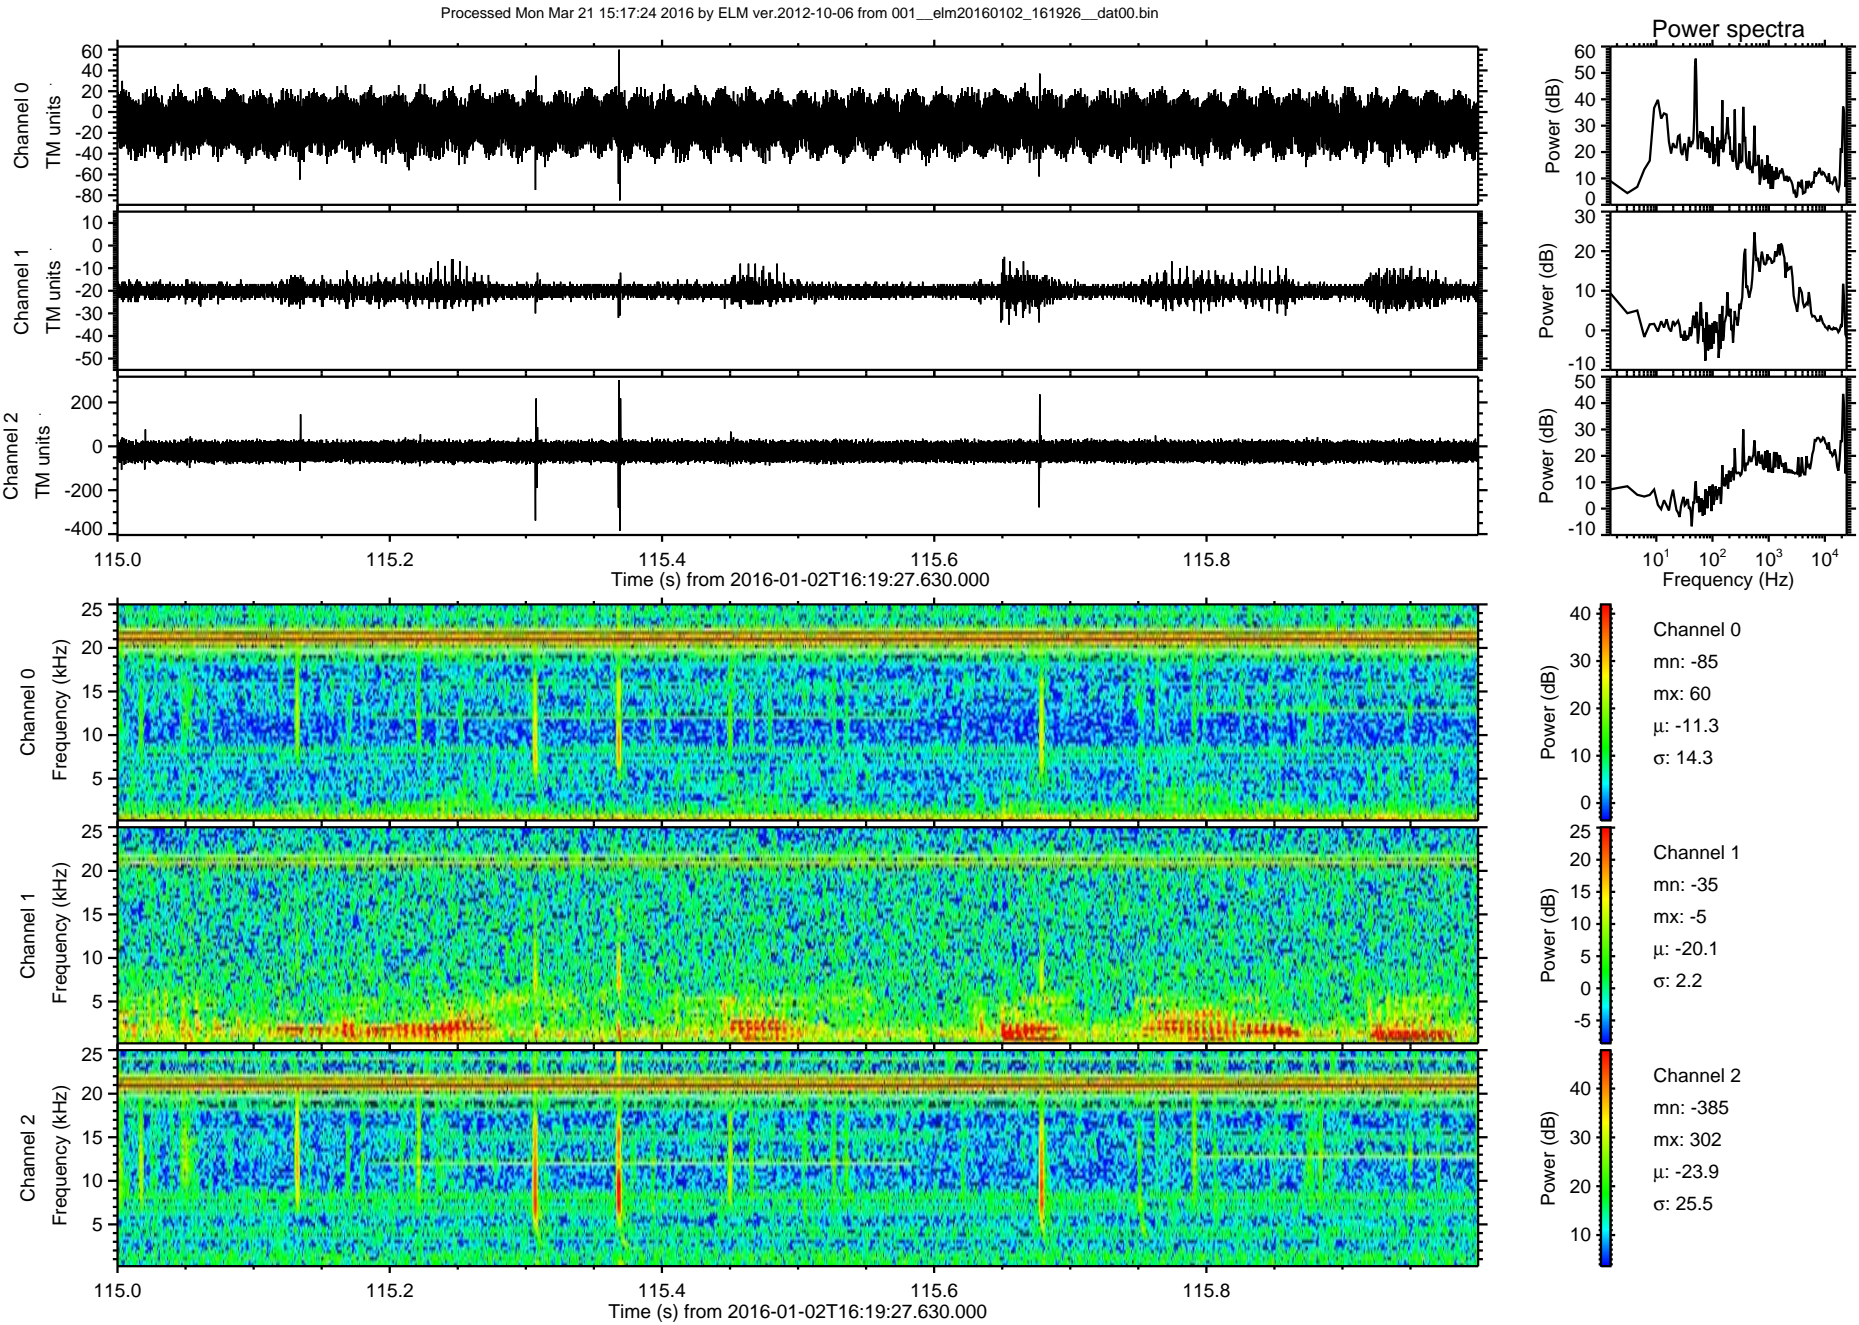 Processed Mon Mar 21 15:17:24 2016 by ELM ver.2012-10-06 from 001__elm20160102_161926__dat00.bin
Power spectra
Channel 0
TM units
60
40
20
0
-20
-40
-60
-80
Power (dB)
60
50
40
30
20
10
0
Channel 1
TM units
10
0
-10
-20
-30
-40
-50
Power (dB)
30
20
10
0
-10
Channel 2
TM units
200
0
-200
-400
Power (dB)
50
40
30
20
10
0
-10
115.0 115.2 115.4 115.6 115.8
Time (s) from 2016-01-02T16:19:27.630.000
10¹ 10² 10³ 10⁴
Frequency (Hz)
Channel 0
Frequency (kHz)
25
20
15
10
5
Power (dB)
40
30
20
10
0
Channel 0
mn: -85
mx: 60
μ: -11.3
σ: 14.3
Channel 1
Frequency (kHz)
25
20
15
10
5
Power (dB)
25
20
15
10
5
0
-5
Channel 1
mn: -35
mx: -5
μ: -20.1
σ: 2.2
Channel 2
Frequency (kHz)
25
20
15
10
5
Power (dB)
40
30
20
10
Channel 2
mn: -385
mx: 302
μ: -23.9
σ: 25.5
115.0 115.2 115.4 115.6 115.8
Time (s) from 2016-01-02T16:19:27.630.000